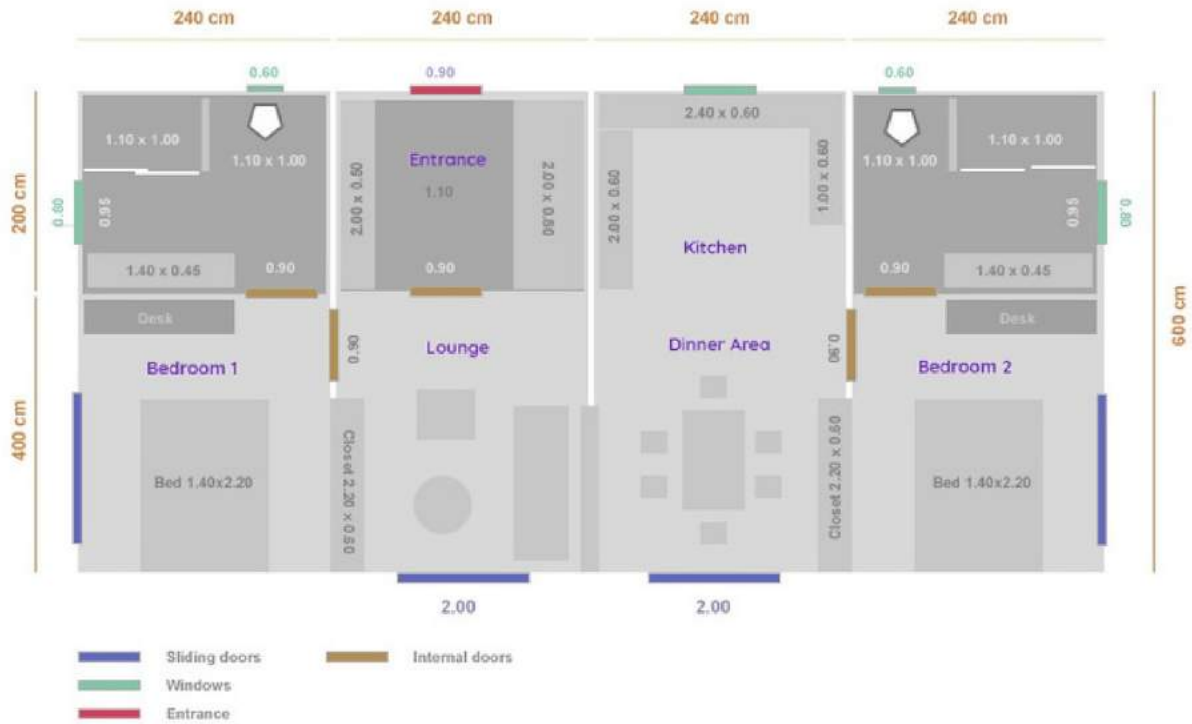 240 cm
240 cm
240 cm
240 cm
0.60
0.90
0.60
1.10 x 1.00
1.10 x 1.00
2.00 x 0.60
Entrance
1.10
2.00 x 0.60
2.40 x 0.60
2.00 x 0.60
1.00 x 0.60
1.10 x 1.00
1.10 x 1.00
200 cm
0.80
0.95
0.95
0.80
Kitchen
1.40 x 0.45
0.90
0.90
0.90
1.40 x 0.45
600 cm
Desk
Desk
Bedroom 1
0.90
Lounge
Dinner Area
0.90
Bedroom 2
400 cm
Bed 1.40x2.20
Closet 2.20 x 0.60
Closet 2.20 x 0.60
Bed 1.40x2.20
2.00
2.00
Sliding doors
Internal doors
Windows
Entrance